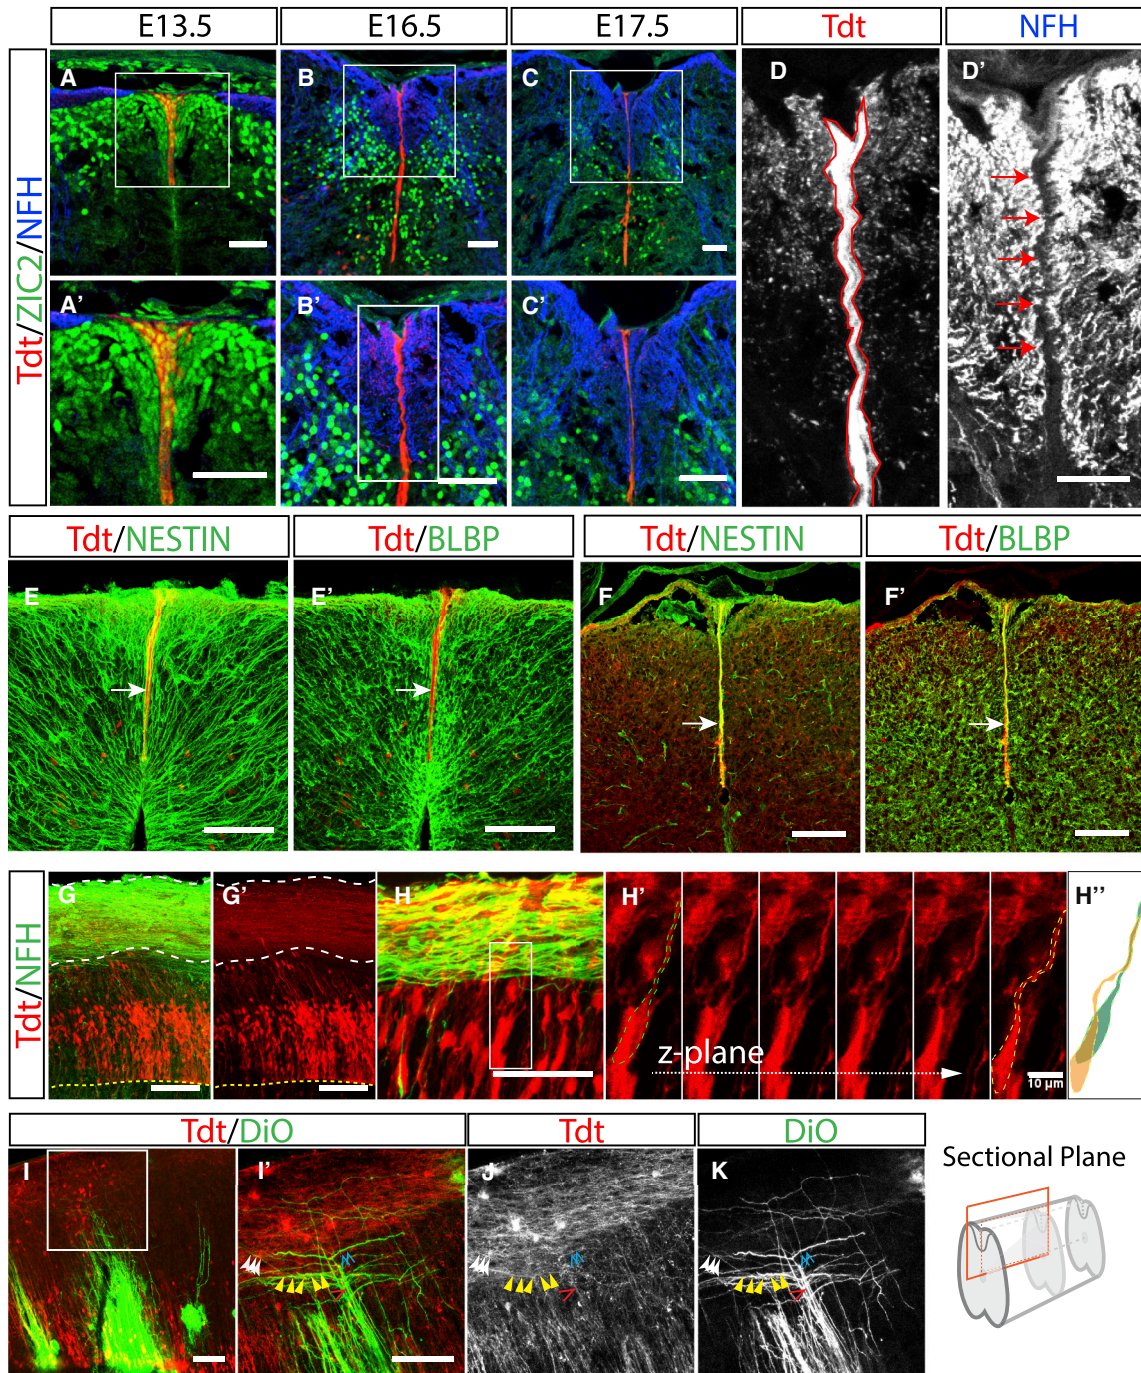 E13.5
E16.5
E17.5
Tdt
NFH
Tdt/ZIC2/NFH
A
B
C
D
D'
A'
B'
C'
Tdt/NESTIN
Tdt/BLBP
Tdt/NESTIN
Tdt/BLBP
E
E'
F
F'
Tdt/NFH
G
G'
H
H'
H''
z-plane
10 µm
Tdt/DiO
Tdt
DiO
I
I'
J
K
Sectional Plane